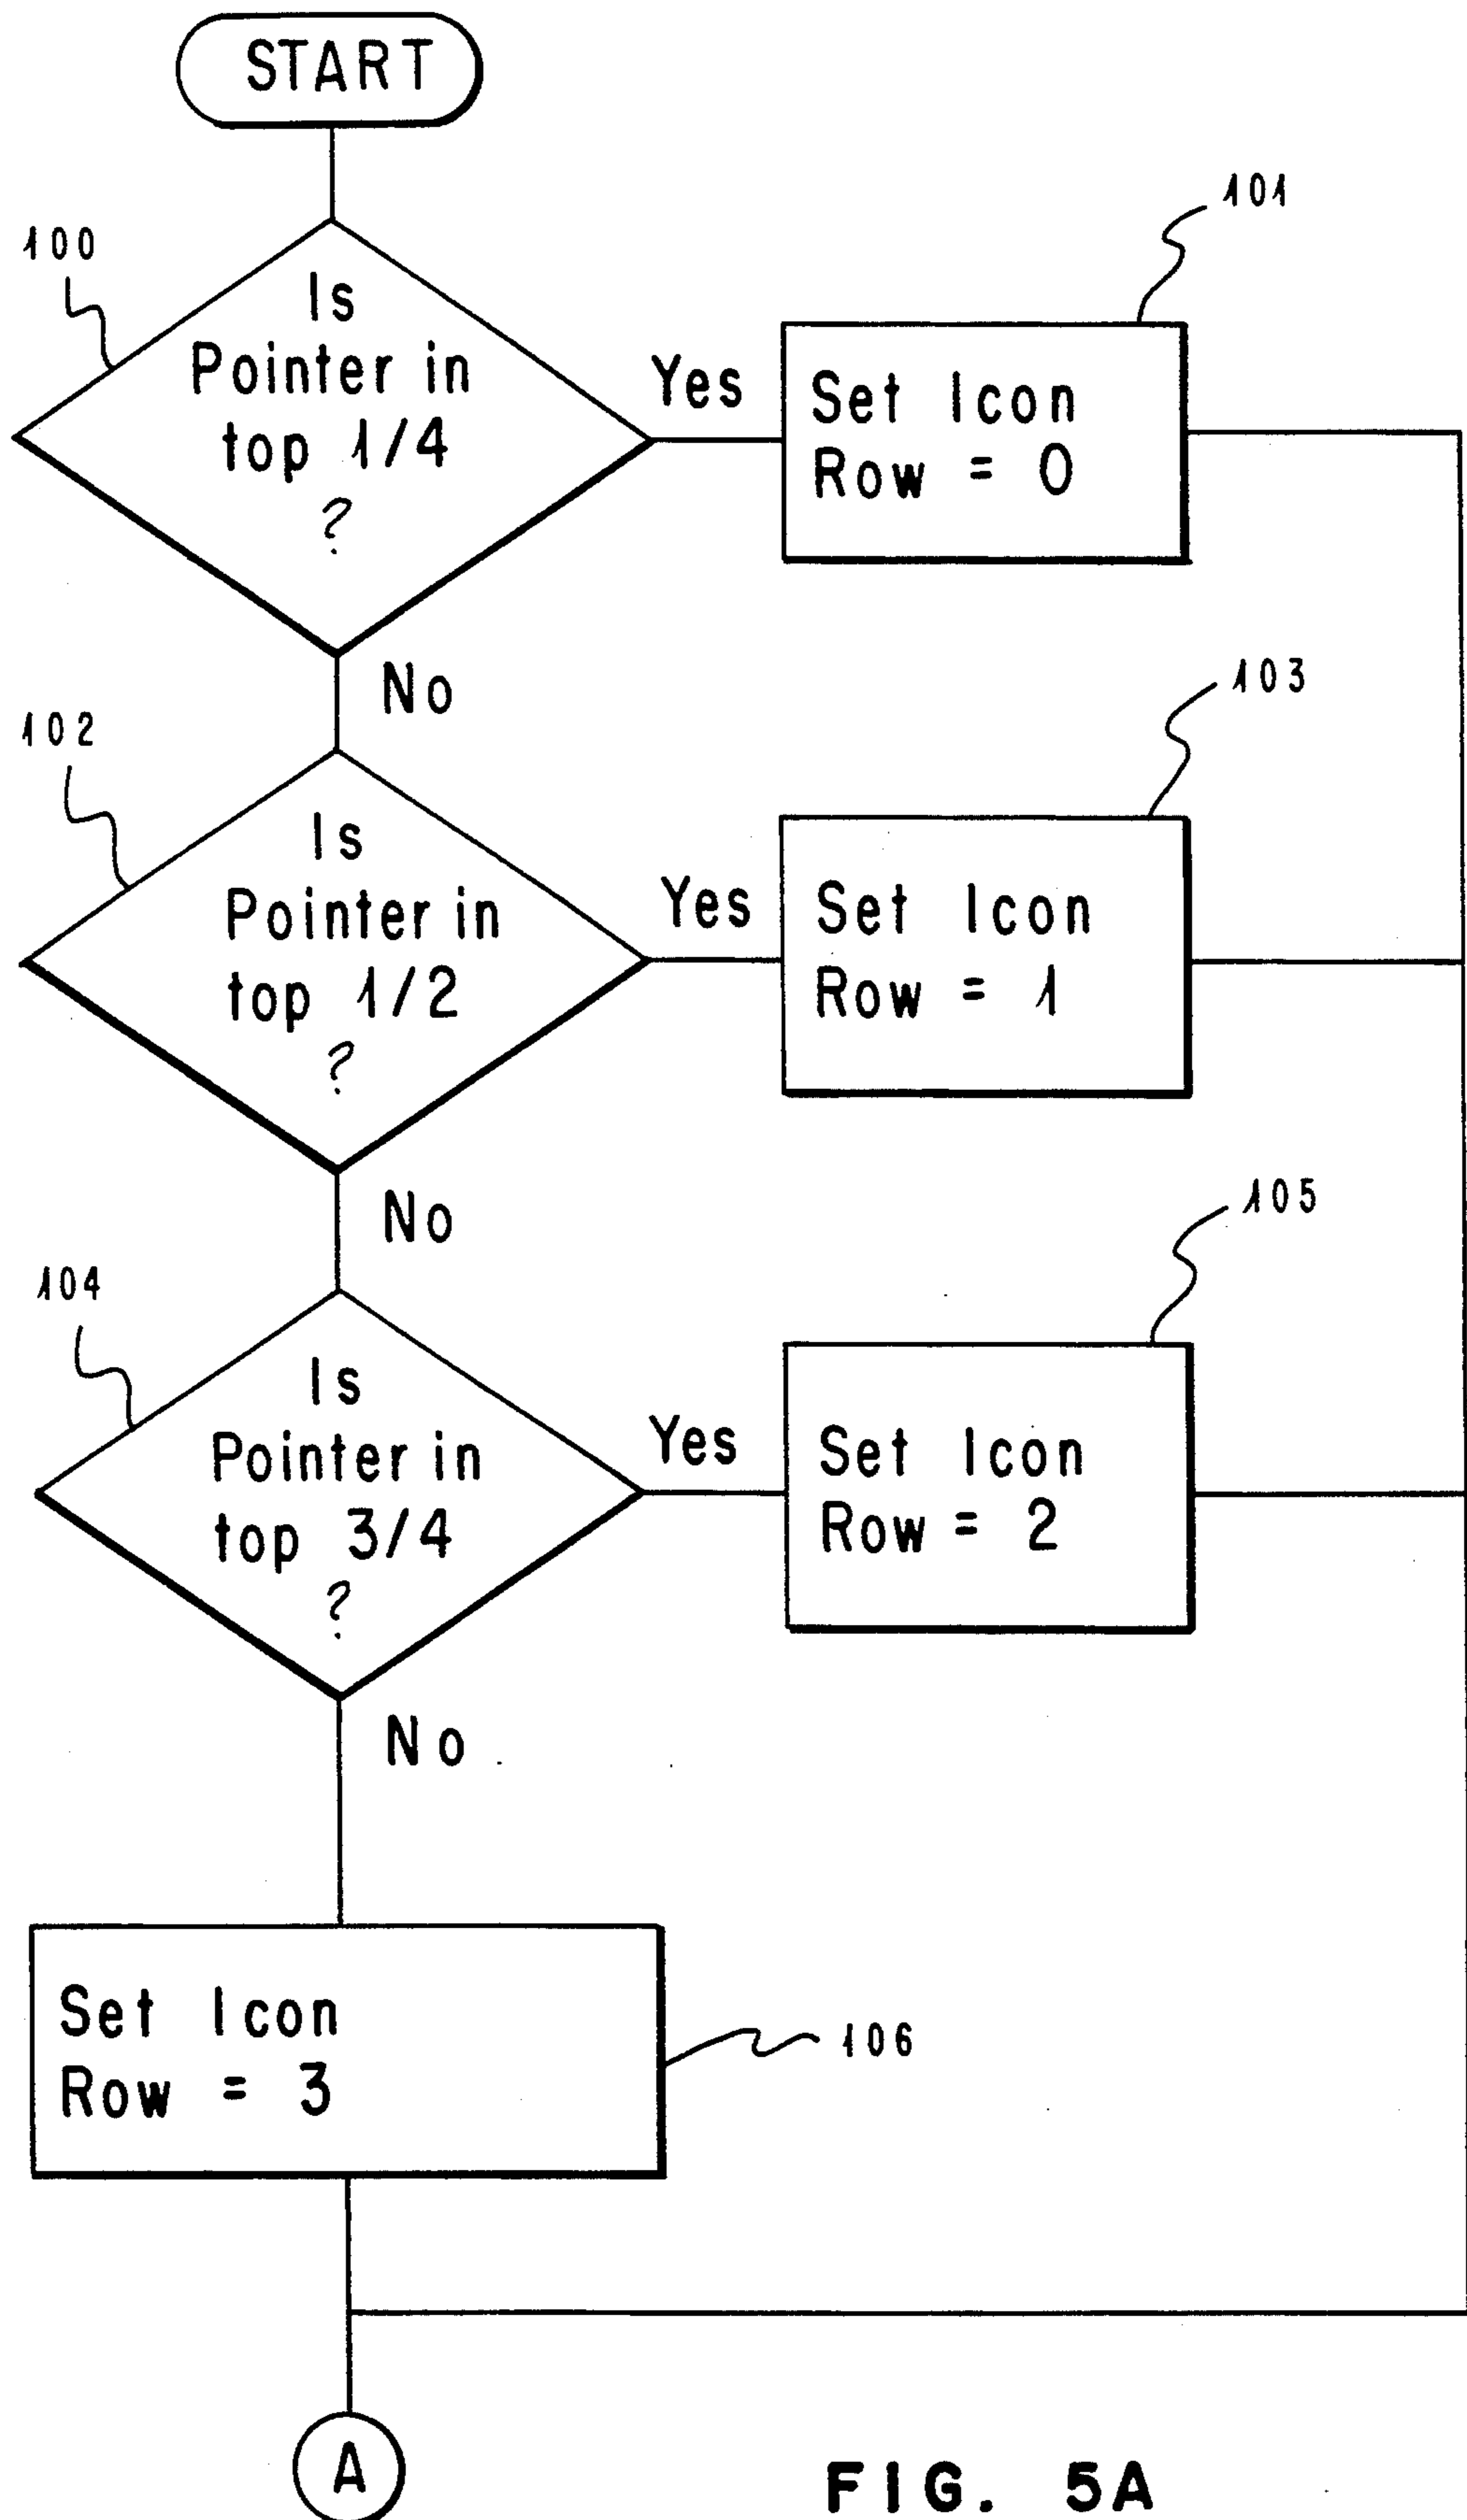 START
100
Is
Pointer in
top 1/4
?
Yes
101
Set Icon
Row = 0
No
102
Is
Pointer in
top 1/2
?
Yes
103
Set Icon
Row = 1
No
104
Is
Pointer in
top 3/4
?
Yes
105
Set Icon
Row = 2
No
Set Icon
Row = 3
106
A
FIG. 5A